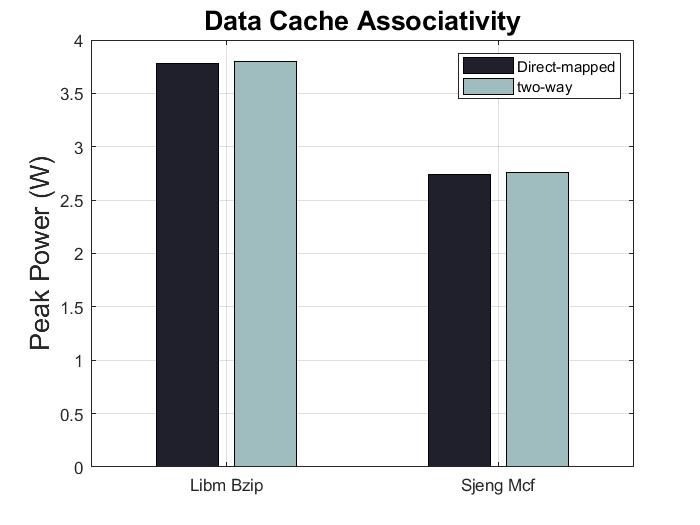 Data Cache Associativity
Peak Power (W)
4
3.5
3
2.5
2
1.5
1
0.5
0
Direct-mapped
two-way
Libm Bzip
Sjeng Mcf